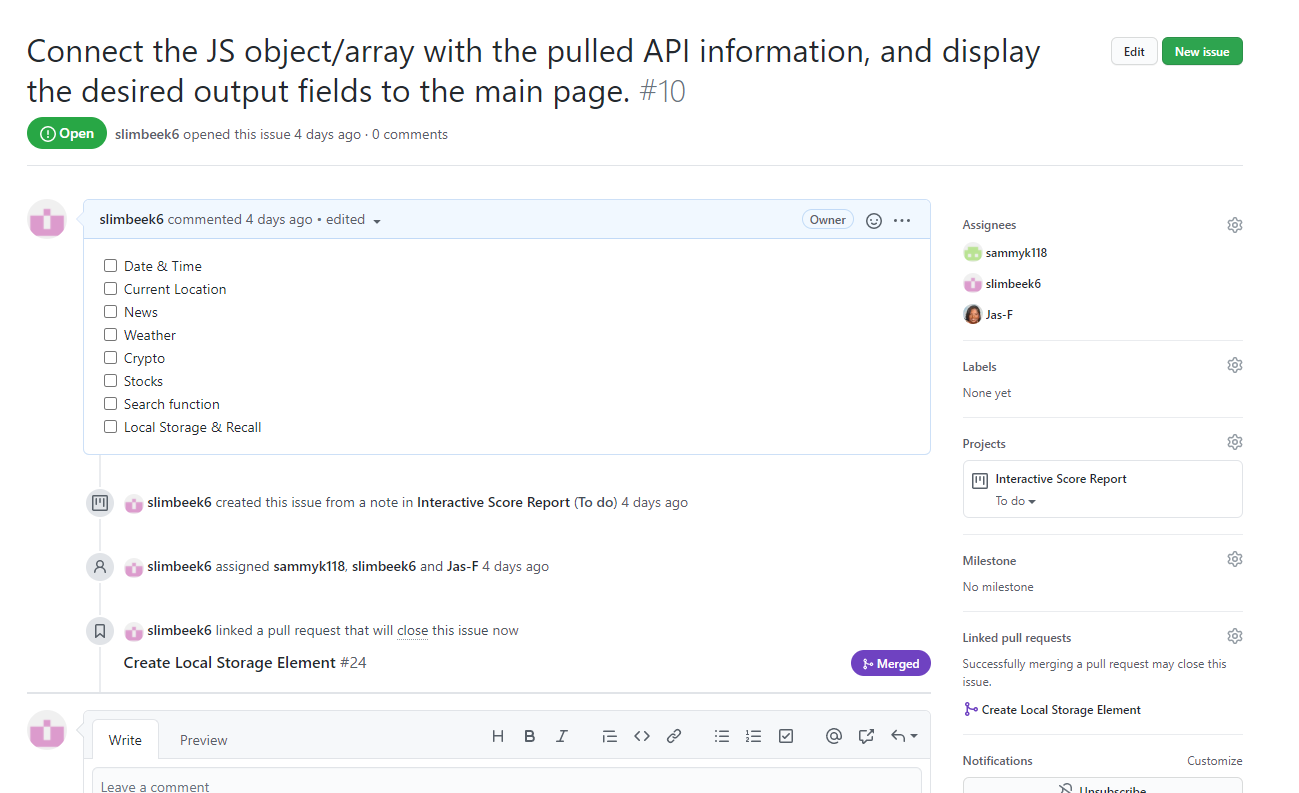 Connect the JS object/array with the pulled API information, and display
the desired output fields to the main page. #10
Edit
New issue
Open
slimbeek6 opened this issue 4 days ago · 0 comments
slimbeek6 commented 4 days ago • edited
Owner
Date & Time
Current Location
News
Weather
Crypto
Stocks
Search function
Local Storage & Recall
slimbeek6 created this issue from a note in Interactive Score Report (To do) 4 days ago
slimbeek6 assigned sammyk118, slimbeek6 and Jas-F 4 days ago
slimbeek6 linked a pull request that will close this issue now
Create Local Storage Element #24
Merged
Write
Preview
H B I
Leave a comment
Assignees
sammyk118
slimbeek6
Jas-F
Labels
None yet
Projects
Interactive Score Report
To do
Milestone
No milestone
Linked pull requests
Successfully merging a pull request may close this
issue.
Create Local Storage Element
Notifications
Customize
Unsubscribe